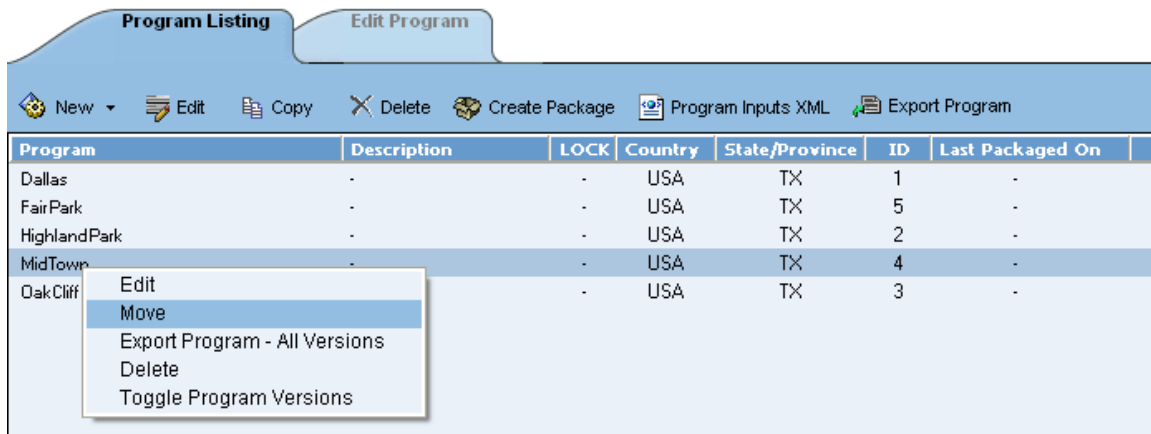 Program Listing Edit Program
New Edit Copy Delete Create Package Program Inputs XML Export Program
Program Description LOCK Country State/Province ID Last Packaged On
Dallas - - USA TX 1 -
FairPark - - USA TX 5 -
HighlandPark - - USA TX 2 -
MidTown - - USA TX 4 -
OakCliff - USA TX 3 -
Edit
Move
Export Program - All Versions
Delete
Toggle Program Versions